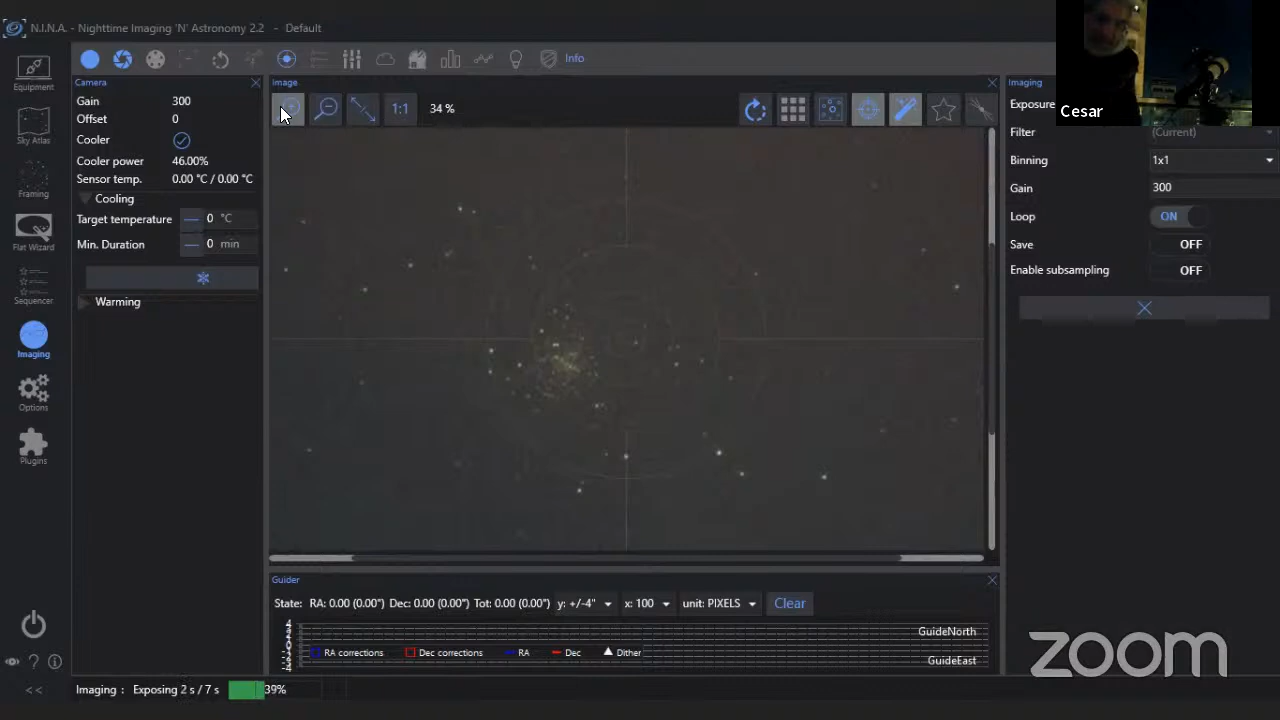 N.I.N.A. - Nighttime Imaging 'N' Astronomy 2.2 - Default
Info
Equipment
Sky Atlas
Framing
Flat Wizard
Sequencer
Imaging
Options
Plugins
Camera
Gain 300
Offset 0
Cooler
Cooler power 46.00%
Sensor temp. 0.00 °C / 0.00 °C
Cooling
Target temperature 0 °C
Min. Duration 0 min
Warming
Image
1:1 34 %
Imaging
Exposure
Filter (Current)
Binning 1x1
Gain 300
Loop ON
Save OFF
Enable subsampling OFF
Cesar
Guider
State: RA: 0.00 (0.00") Dec: 0.00 (0.00") Tot: 0.00 (0.00") y: +/-4" x: 100 unit: PIXELS Clear
4
GuideNorth
RA corrections Dec corrections RA Dec Dither
GuideEast
<< Imaging : Exposing 2 s / 7 s 39%
zoom